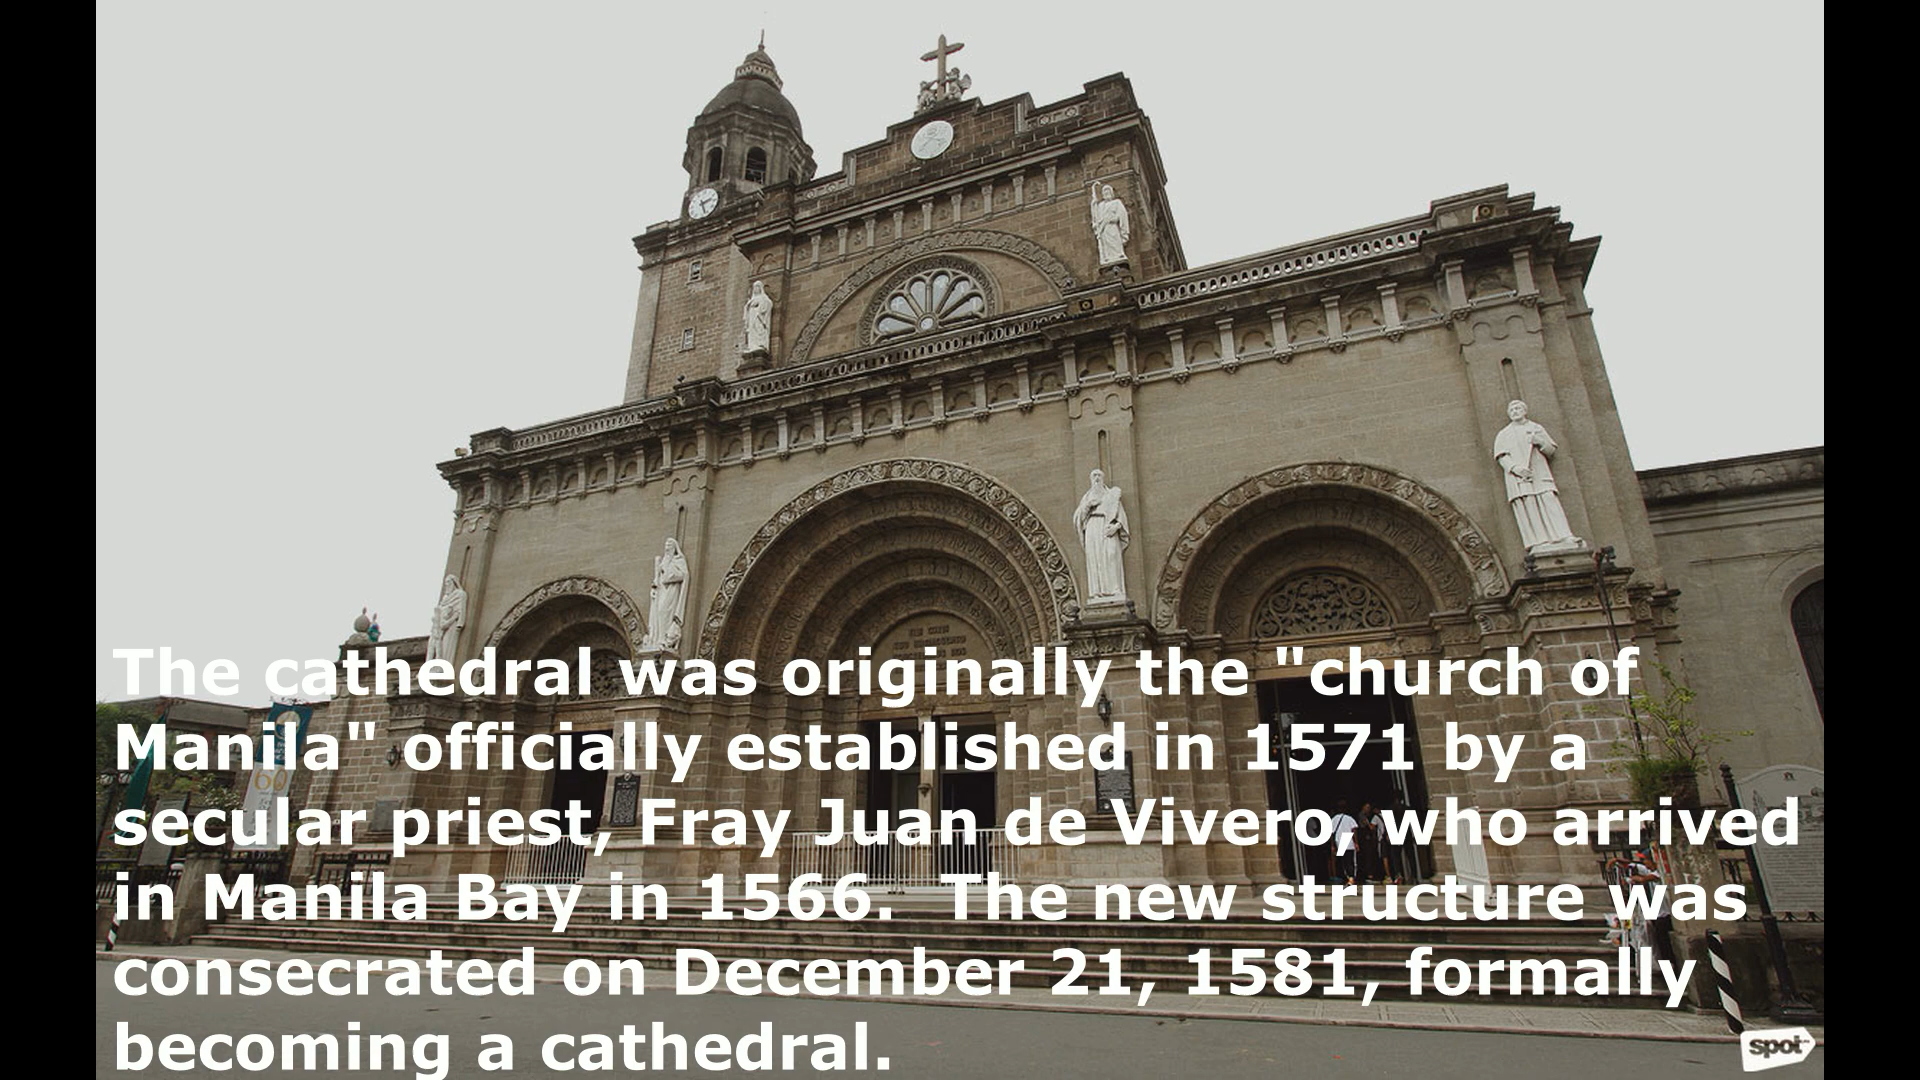 The cathedral was originally the "church of
Manila" officially established in 1571 by a
secular priest, Fray Juan de Vivero, who arrived
in Manila Bay in 1566.  The new structure was
consecrated on December 21, 1581, formally
becoming a cathedral.
60
spot